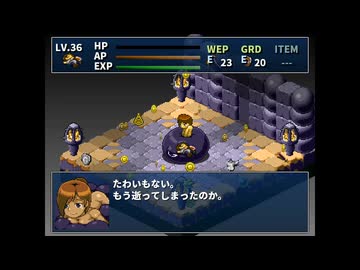 LV.36
HP
AP
EXP
WEP GRD ITEM
E 23 E 20 ---
たわいもない。
もう逝ってしまったのか。